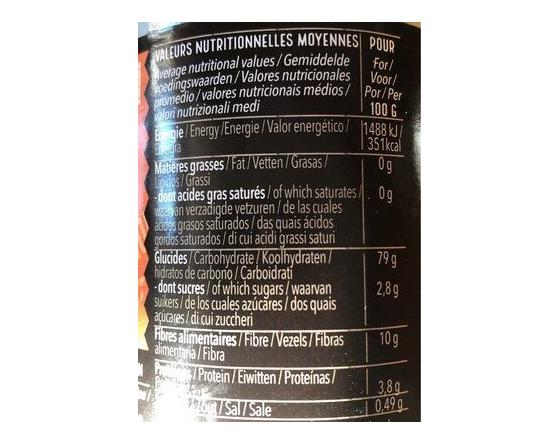 VALEURS NUTRITIONNELLES MOYENNES POUR
Average nutritional values / Gemiddelde For /
voedingswaarden / Valores nutricionales Voor /
promedio / valores nutricionais médios / Por / Per
valori nutrizionali medi 100 G
Energie / Energy / Energie / Valor energético / 1488 kJ /
Energia 351kcal
Matières grasses / Fat / Vetten / Grasas / 0 g
Lípidos / Grassi
- dont acides gras saturés / of which saturates / 0 g
waarvan verzadigde vetzuren / de las cuales
ácidos grasos saturados / das quais ácidos
gordos saturados / di cui acidi grassi saturi
Glucides / Carbohydrate / Koolhydraten / 79 g
hidratos de carbono / Carboidrati
- dont sucres / of which sugars / waarvan 2,8 g
suikers / de los cuales azúcares / dos quais
açúcares / di cui zuccheri
Fibres alimentaires / Fibre / Vezels / Fibras 10 g
alimentaria / Fibra
/ Protein / Eiwitten / Proteínas / 3,8 g
Zout / Sal / Sale 0,49 g